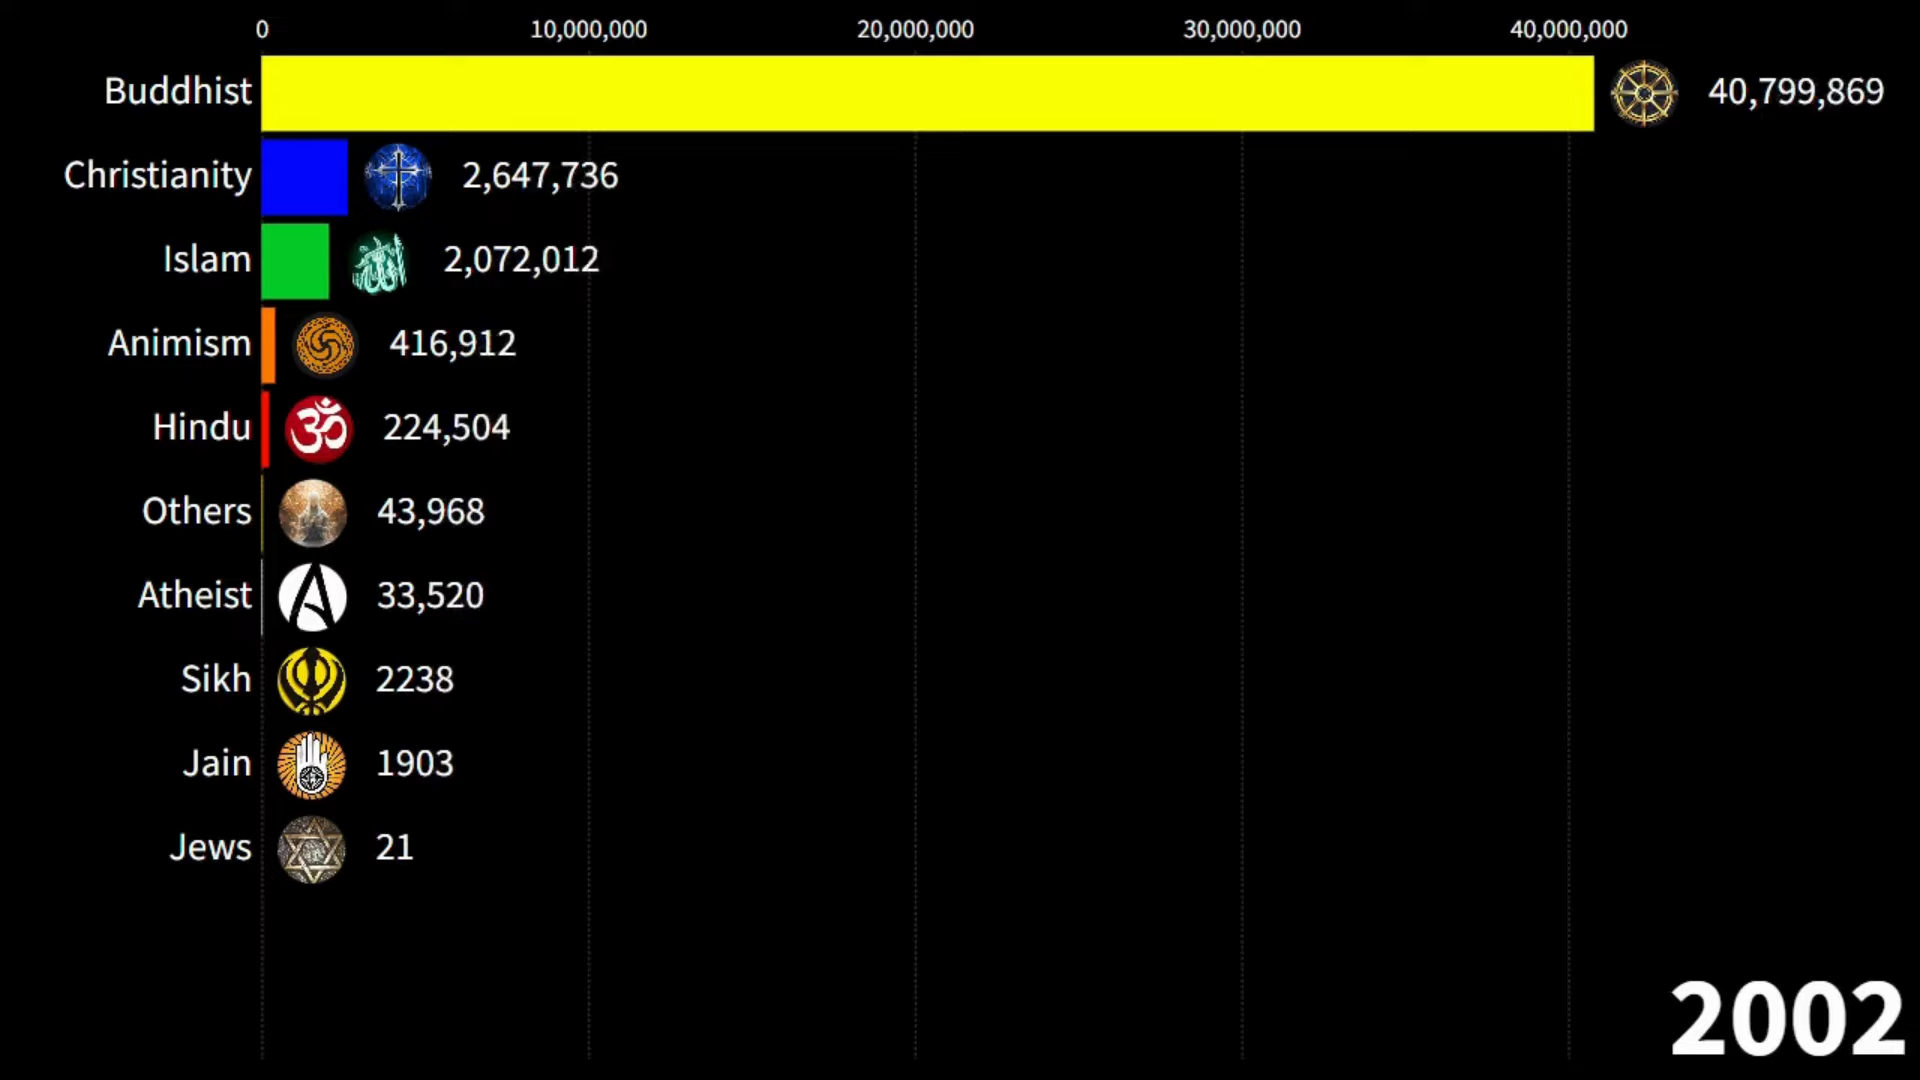 0 10,000,000 20,000,000 30,000,000 40,000,000
Buddhist 40,799,869
Christianity 2,647,736
Islam 2,072,012
Animism 416,912
Hindu 224,504
Others 43,968
Atheist 33,520
Sikh 2238
Jain 1903
Jews 21
2002